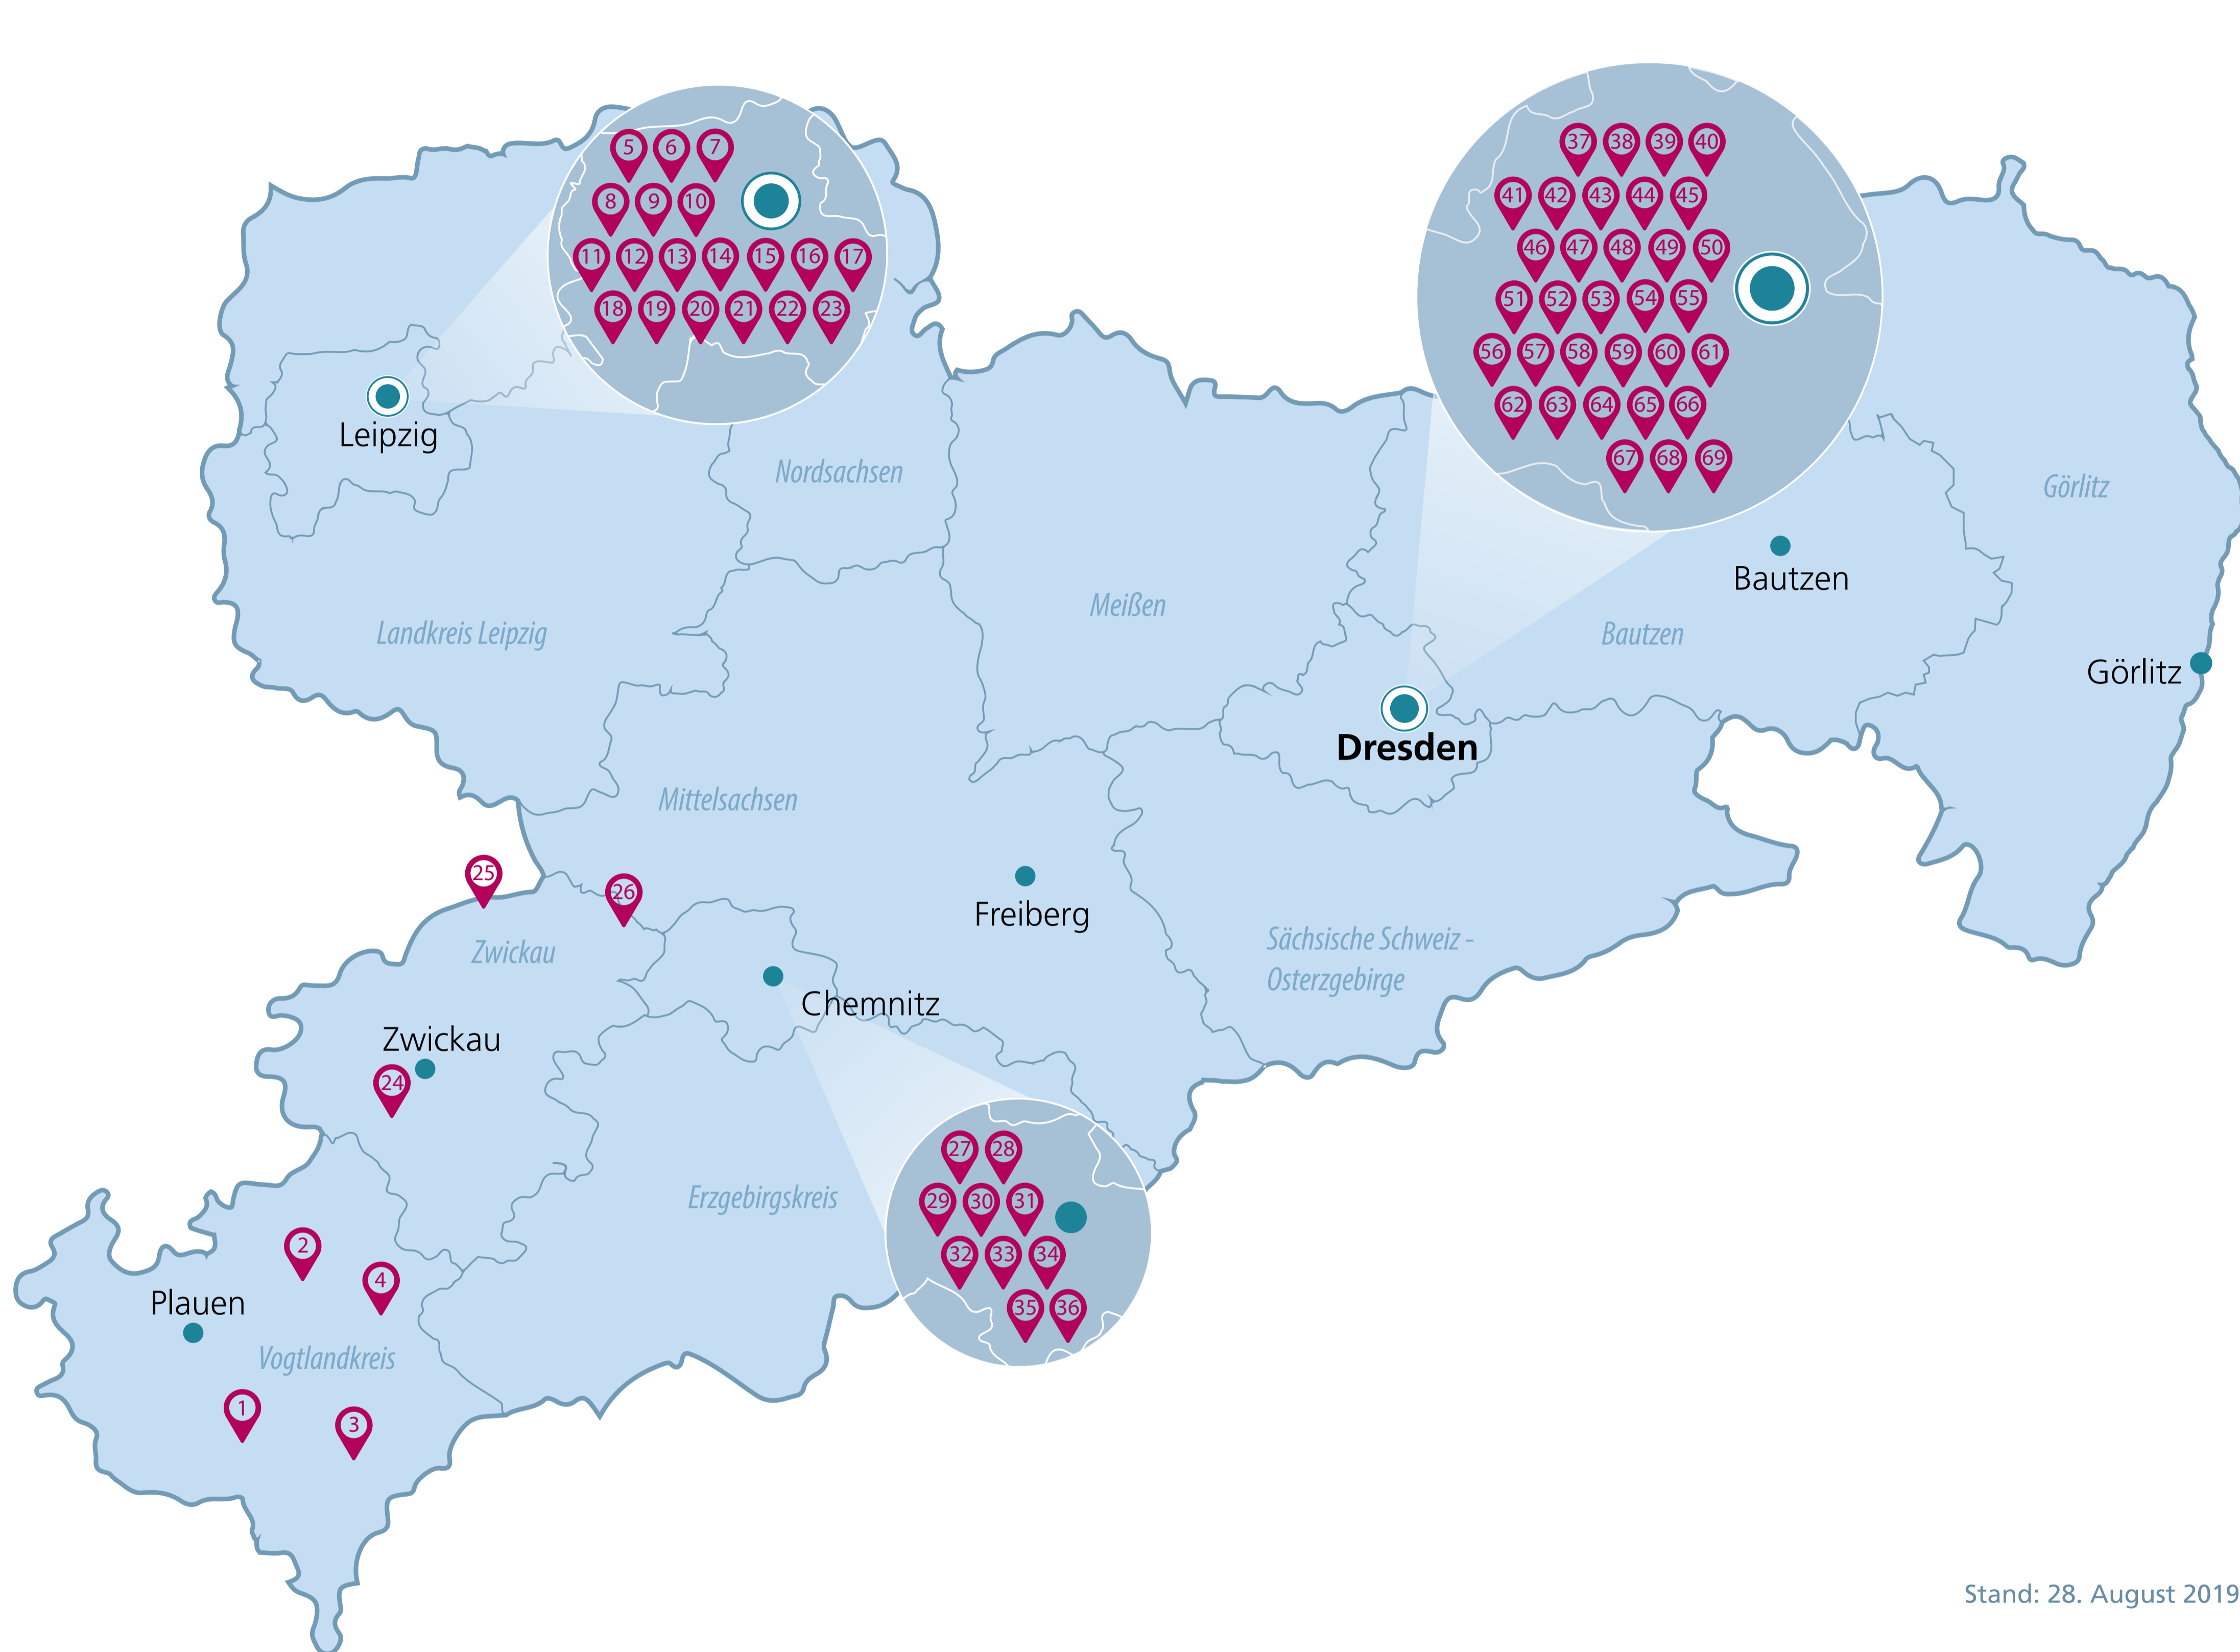 5 6 7
8 9 10
11 12 13 14 15 16 17
18 19 20 21 22 23
37 38 39 40
41 42 43 44 45
46 47 48 49 50
51 52 53 54 55
56 57 58 59 60 61
62 63 64 65 66
67 68 69
Leipzig
Nordsachsen
Görlitz
Bautzen
Meißen
Landkreis Leipzig
Bautzen
Görlitz
Dresden
Mittelsachsen
25
26
Freiberg
Zwickau
Sächsische Schweiz -
Osterzgebirge
Chemnitz
Zwickau
24
27 28
29 30 31
32 33 34
35 36
Erzgebirgskreis
2
4
Plauen
Vogtlandkreis
1
3
Stand: 28. August 2019